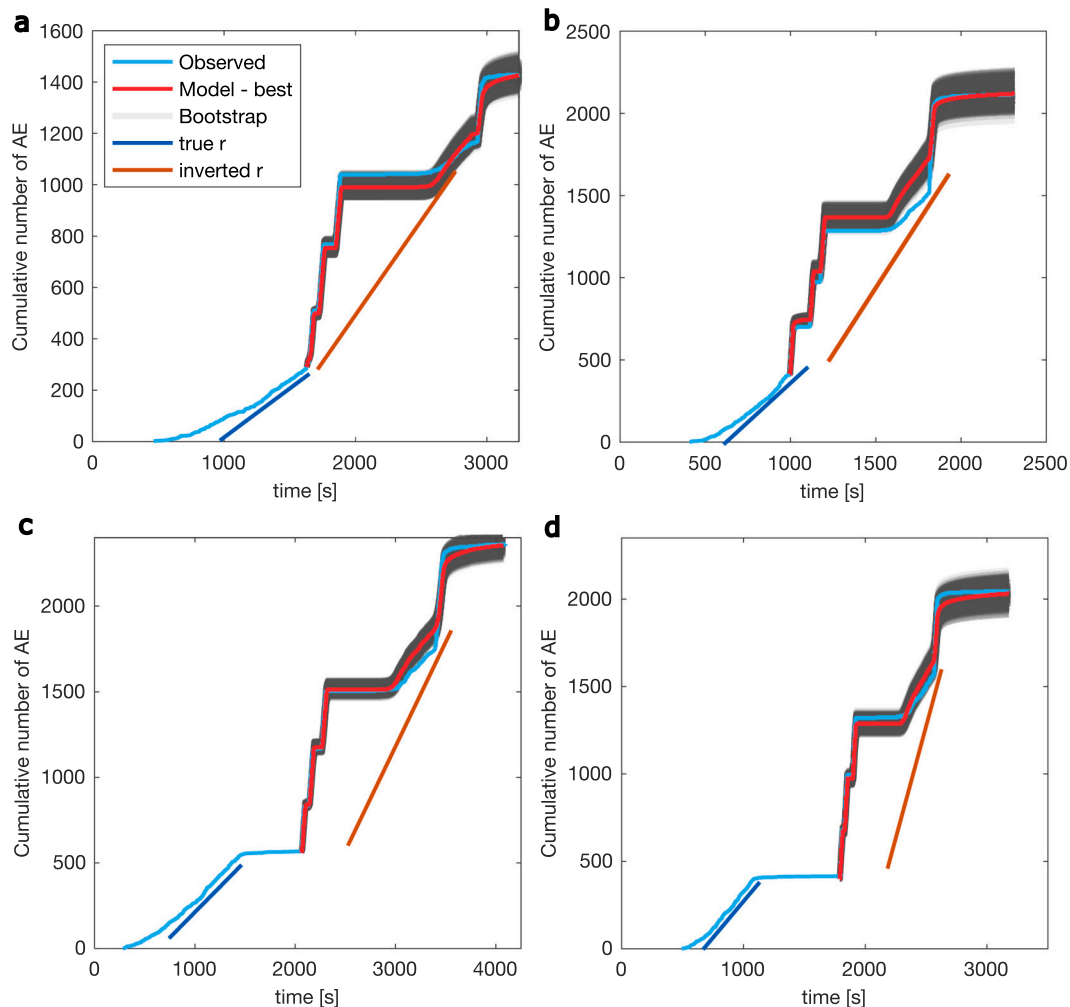 a
1600
1400
1200
1000
800
600
400
200
0
Cumulative number of AE
Observed
Model - best
Bootstrap
true r
inverted r
0 1000 2000 3000
time [s]
b
2500
2000
1500
1000
500
0
Cumulative number of AE
0 500 1000 1500 2000 2500
time [s]
c
2000
1500
1000
500
0
Cumulative number of AE
0 1000 2000 3000 4000
time [s]
d
2000
1500
1000
500
0
Cumulative number of AE
0 1000 2000 3000
time [s]